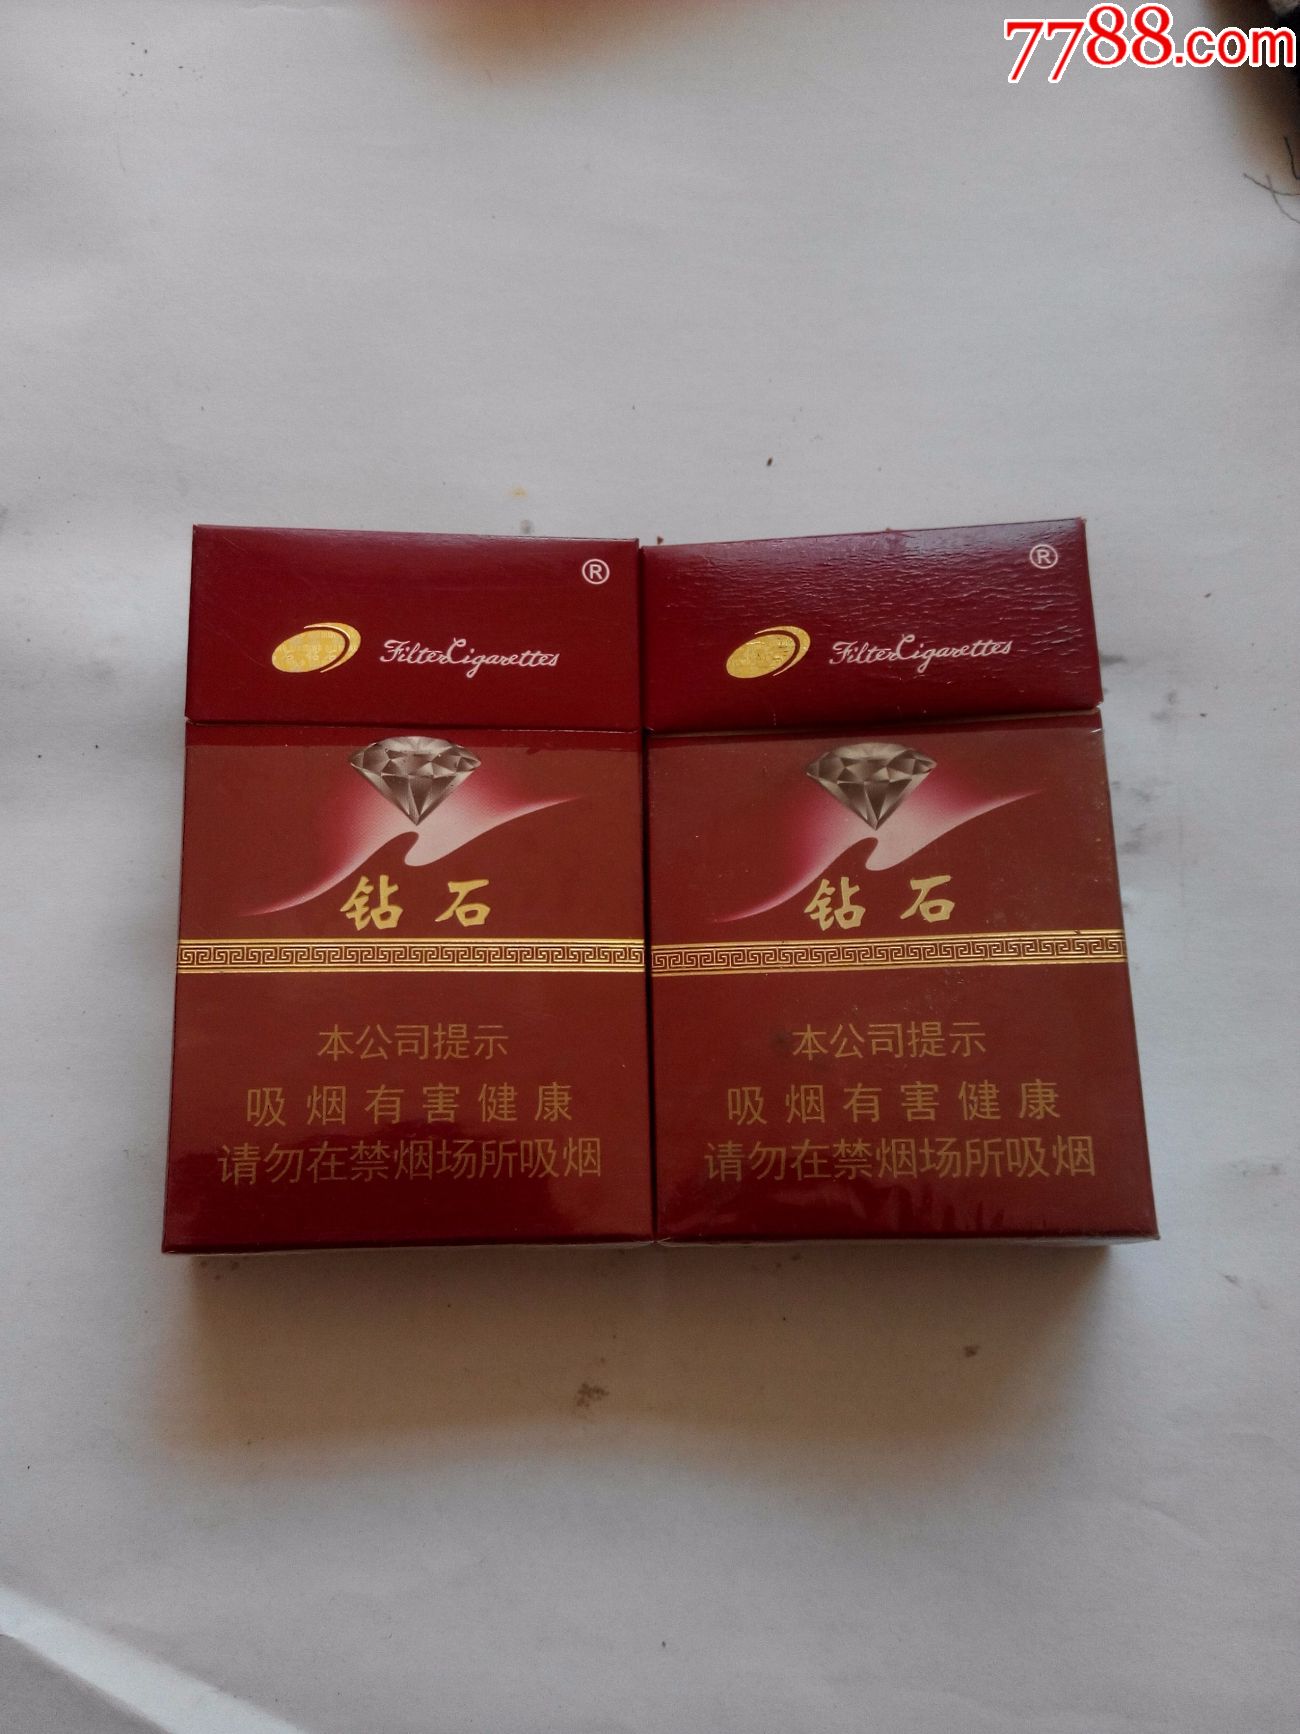 7788.com
®
Filter Cigarettes
钻石
本公司提示
吸烟有害健康
请勿在禁烟场所吸烟
®
Filter Cigarettes
钻石
本公司提示
吸烟有害健康
请勿在禁烟场所吸烟